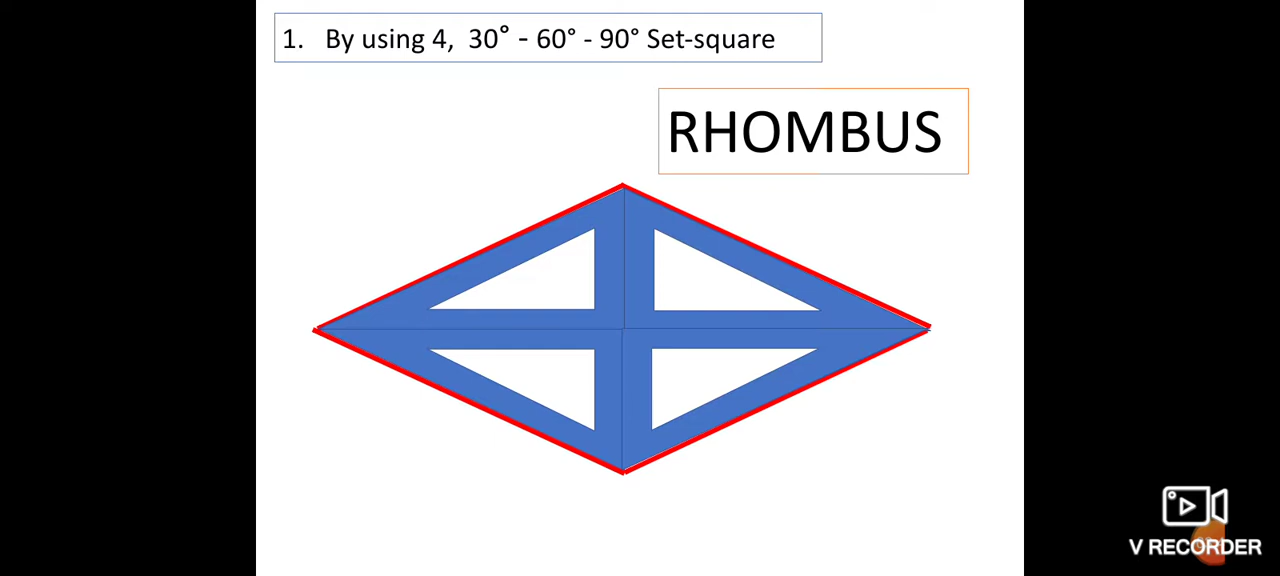 1. By using 4, 30° - 60° - 90° Set-square
RHOMBUS
V RECORDER